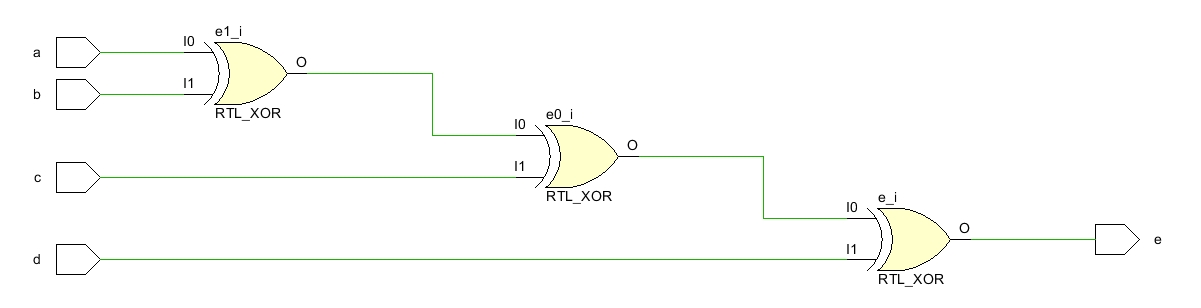 e1_i
a
I0
O
b
I1
RTL_XOR
e0_i
I0
O
c
I1
RTL_XOR
e_i
I0
O
e
d
I1
RTL_XOR